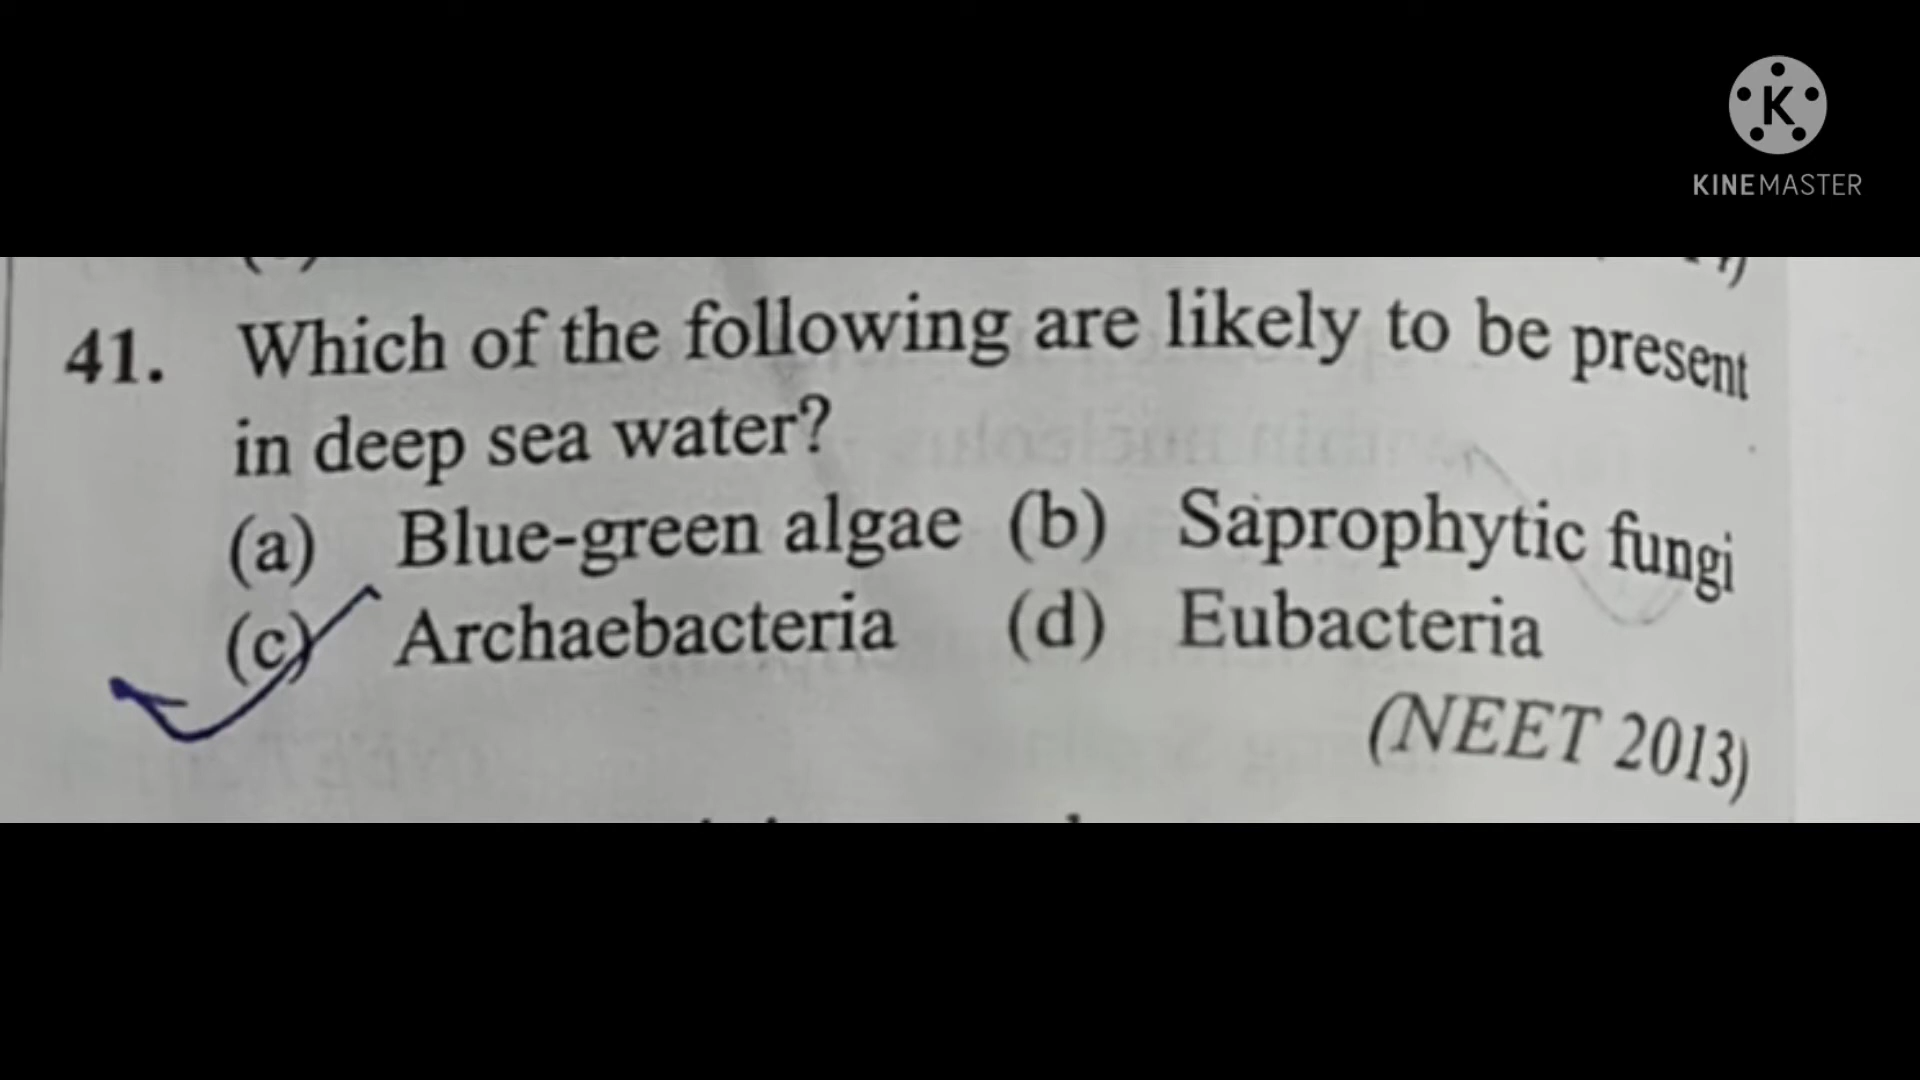 K
KINEMASTER
41. Which of the following are likely to be present
in deep sea water?
(a) Blue-green algae (b) Saprophytic fungi
(c) Archaebacteria (d) Eubacteria
(NEET 2013)